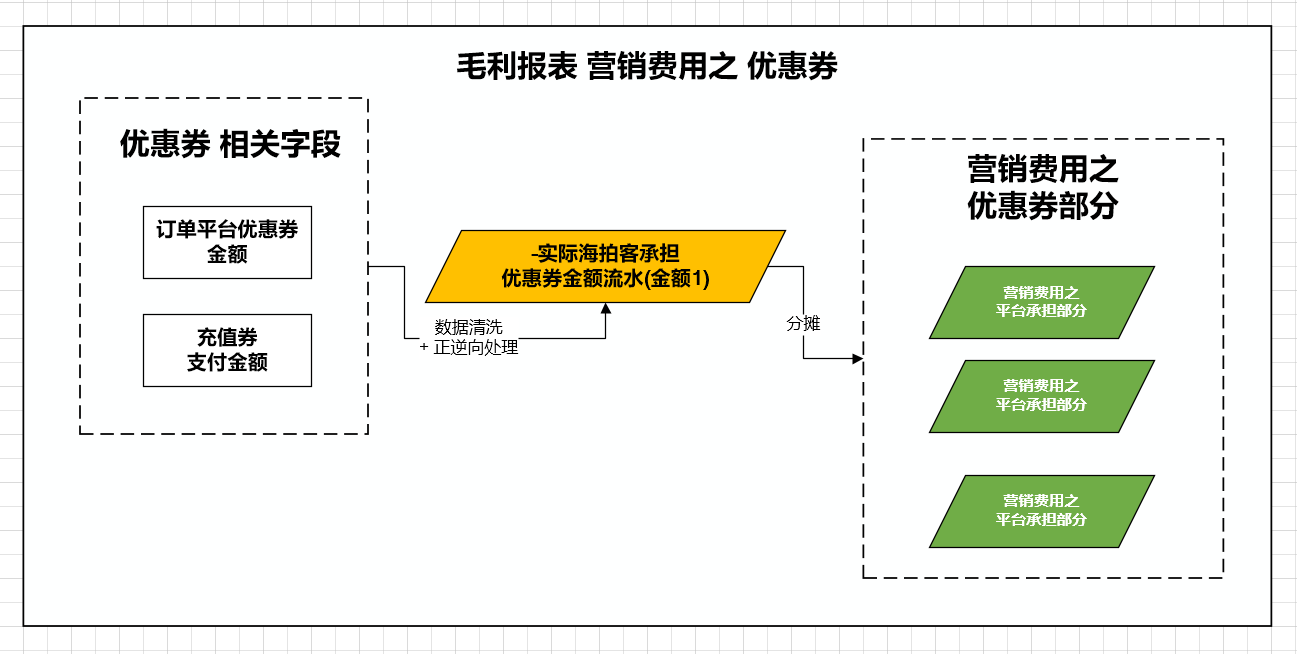 毛利报表 营销费用之 优惠券
优惠券 相关字段
订单平台优惠券
金额
充值券
支付金额
-实际海拍客承担
优惠券金额流水(金额1)
数据清洗
+ 正逆向处理
分摊
营销费用之
优惠券部分
营销费用之
平台承担部分
营销费用之
平台承担部分
营销费用之
平台承担部分